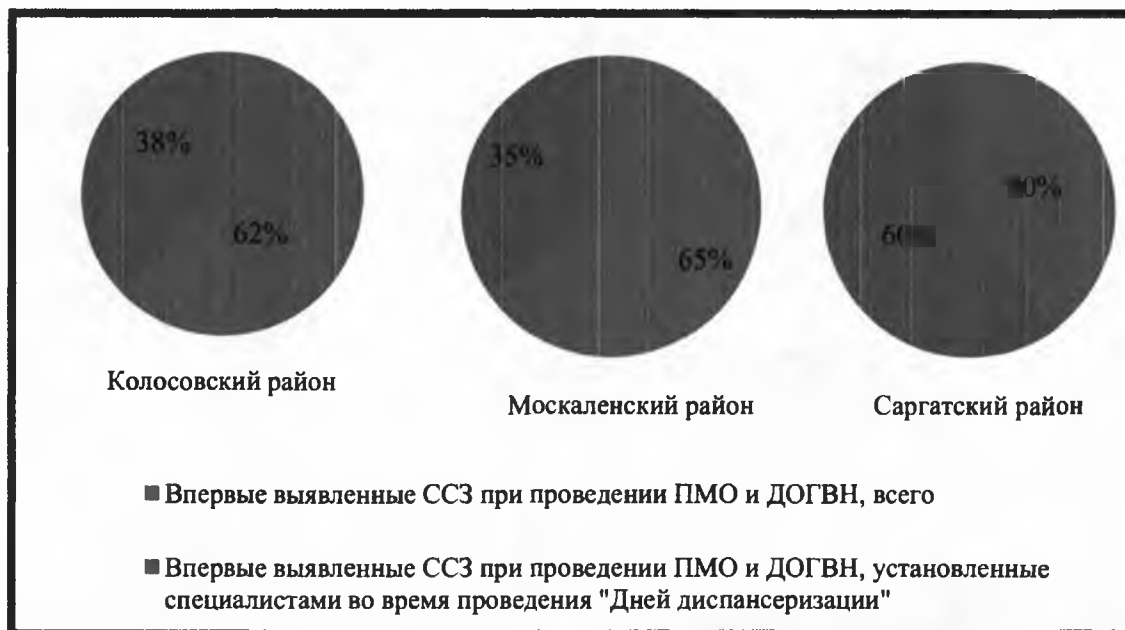 38%
62%
35%
65%
Колосовский район
Москаленский район
Саргатский район
Впервые выявленные ССЗ при проведении ПМО и ДОГВН, всего
Впервые выявленные ССЗ при проведении ПМО и ДОГВН, установленные
специалистами во время проведения "Дней диспансеризации"